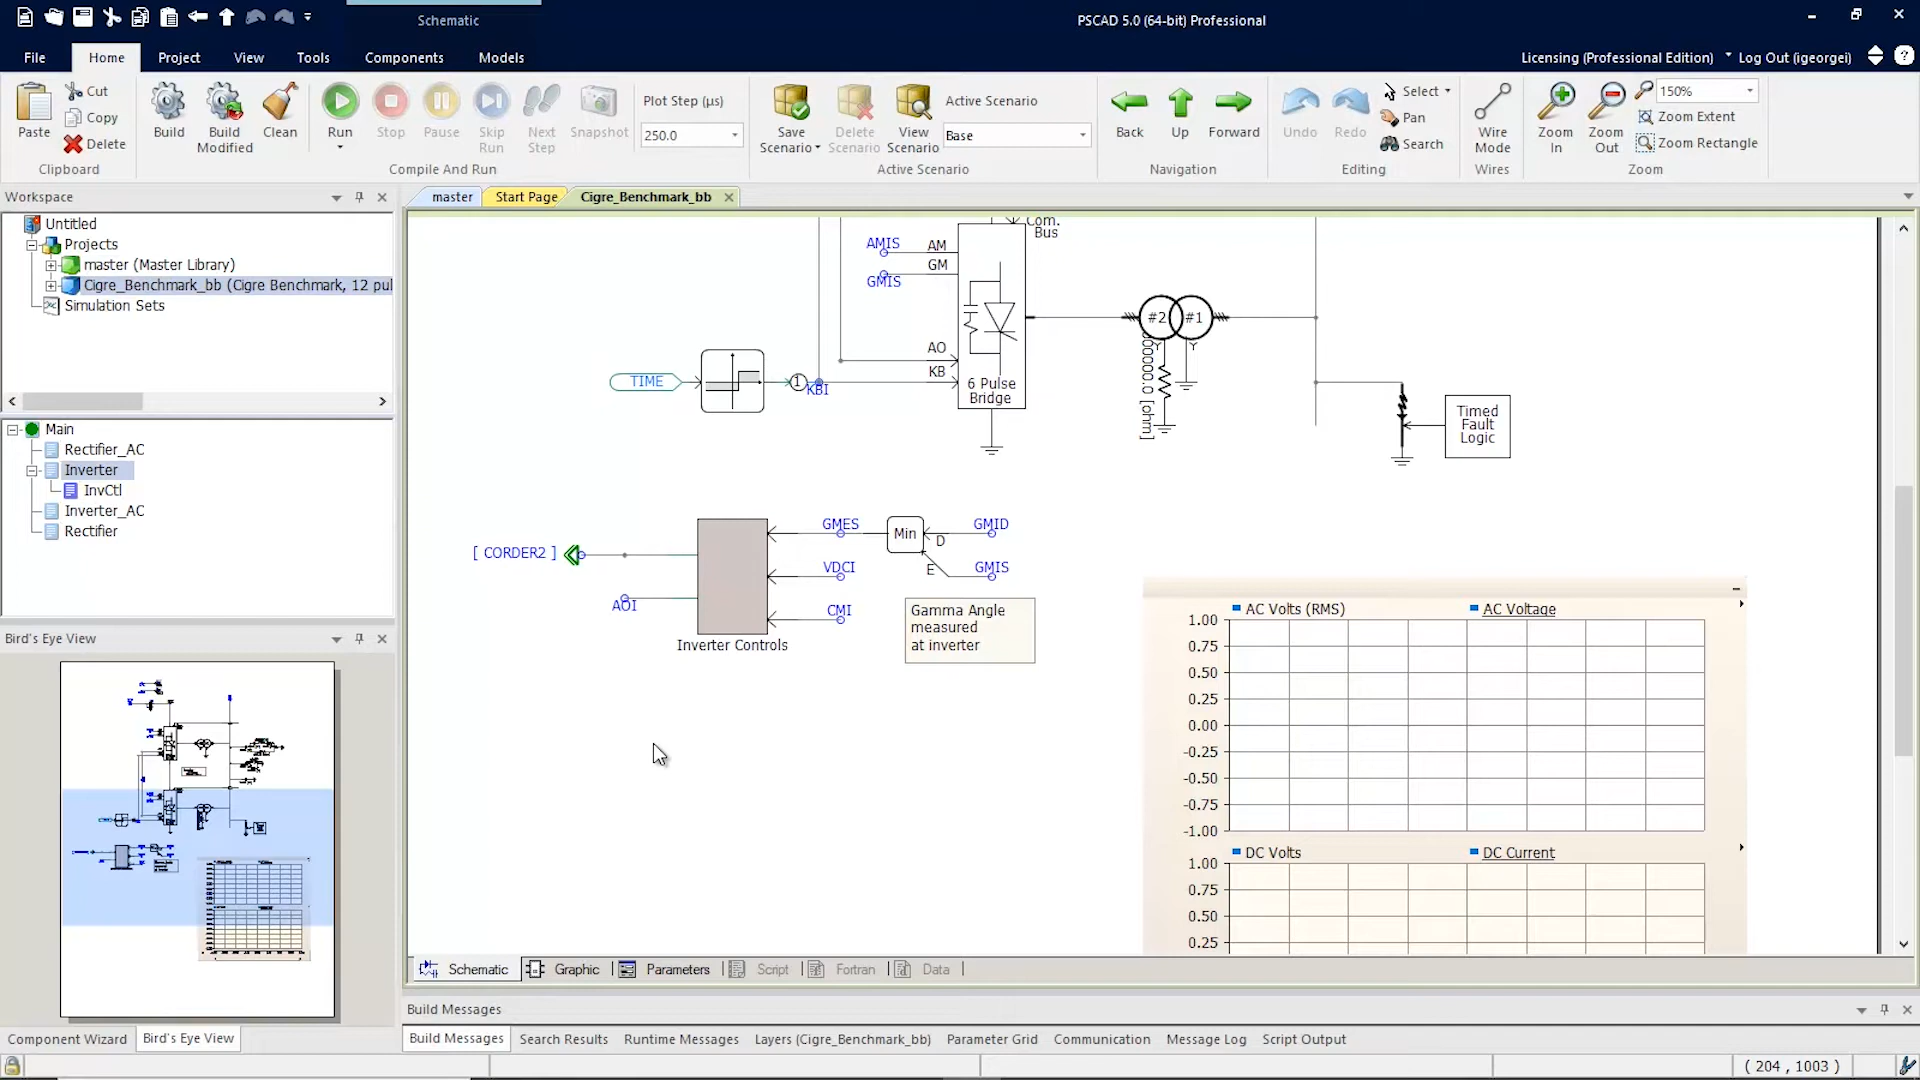 Schematic
PSCAD 5.0 (64-bit) Professional
File
Home
Project
View
Tools
Components
Models
Licensing (Professional Edition)
Log Out (igeorgei)
Paste
Cut
Copy
Delete
Clipboard
Build
Build Modified
Clean
Run
Stop
Pause
Skip Run
Next Step
Snapshot
Plot Step (µs)
250.0
Compile And Run
Save Scenario
Delete Scenario
View Scenario
Active Scenario
Base
Active Scenario
Back
Up
Forward
Navigation
Undo
Redo
Select
Pan
Search
Editing
Wire Mode
Wires
Zoom In
Zoom Out
150%
Zoom Extent
Zoom Rectangle
Zoom
Workspace
Untitled
Projects
master (Master Library)
Cigre_Benchmark_bb (Cigre Benchmark, 12 pul
Simulation Sets
Main
Rectifier_AC
Inverter
InvCtl
Inverter_AC
Rectifier
Bird's Eye View
Component Wizard
Bird's Eye View
master
Start Page
Cigre_Benchmark_bb
Com.
Bus
AMIS
AM
GM
GMIS
AO
KB
6 Pulse
Bridge
TIME
1
KBI
#2
#1
Y
Y
00000.0 [ohm]
Timed
Fault
Logic
[ CORDER2 ]
AOI
GMES
VDCI
CMI
Inverter Controls
Min
D
E
GMID
GMIS
Gamma Angle
measured
at inverter
AC Volts (RMS)
AC Voltage
1.00
0.75
0.50
0.25
0.00
-0.25
-0.50
-0.75
-1.00
DC Volts
DC Current
1.00
0.75
0.50
0.25
Schematic
Graphic
Parameters
Script
Fortran
Data
Build Messages
Build Messages
Search Results
Runtime Messages
Layers (Cigre_Benchmark_bb)
Parameter Grid
Communication
Message Log
Script Output
( 204 , 1003 )